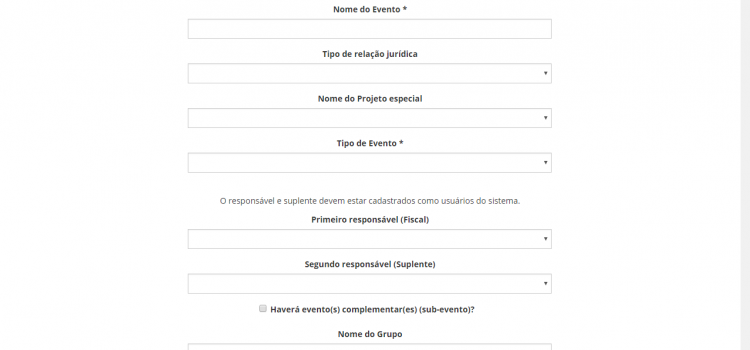 Nome do Evento *
Tipo de relação jurídica
Nome do Projeto especial
Tipo de Evento *
O responsável e suplente devem estar cadastrados como usuários do sistema.
Primeiro responsável (Fiscal)
Segundo responsável (Suplente)
Haverá evento(s) complementar(es) (sub-evento)?
Nome do Grupo